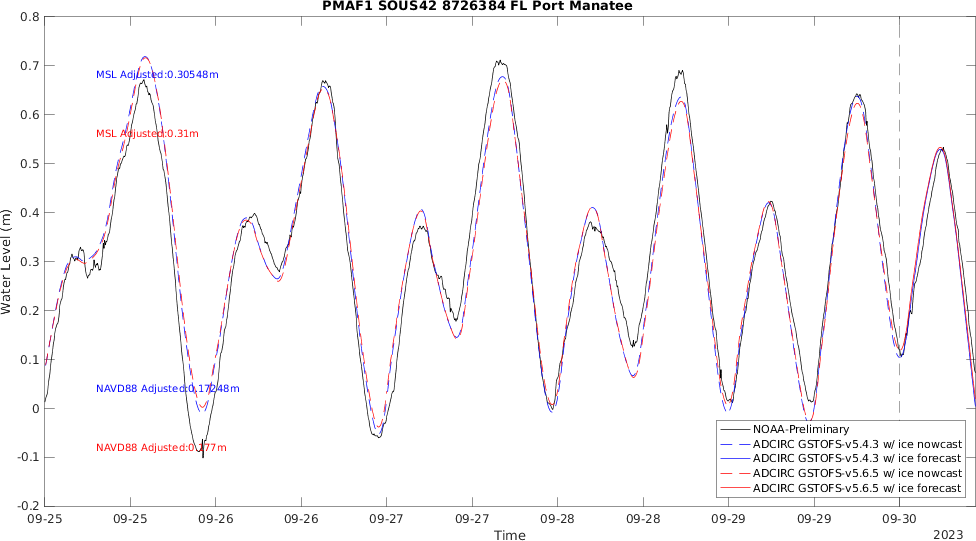 PMAF1 SOUS42 8726384 FL Port Manatee
0.8
0.7
0.6
0.5
0.4
0.3
0.2
0.1
0
-0.1
-0.2
Water Level (m)
MSL Adjusted:0.30548m
MSL Adjusted:0.31m
NAVD88 Adjusted:0.17248m
NAVD88 Adjusted:0.177m
NOAA-Preliminary
ADCIRC GSTOFS-v5.4.3 w/ ice nowcast
ADCIRC GSTOFS-v5.4.3 w/ ice forecast
ADCIRC GSTOFS-v5.6.5 w/ ice nowcast
ADCIRC GSTOFS-v5.6.5 w/ ice forecast
09-25 09-25 09-26 09-26 09-27 09-27 09-28 09-28 09-29 09-29 09-30
Time
2023